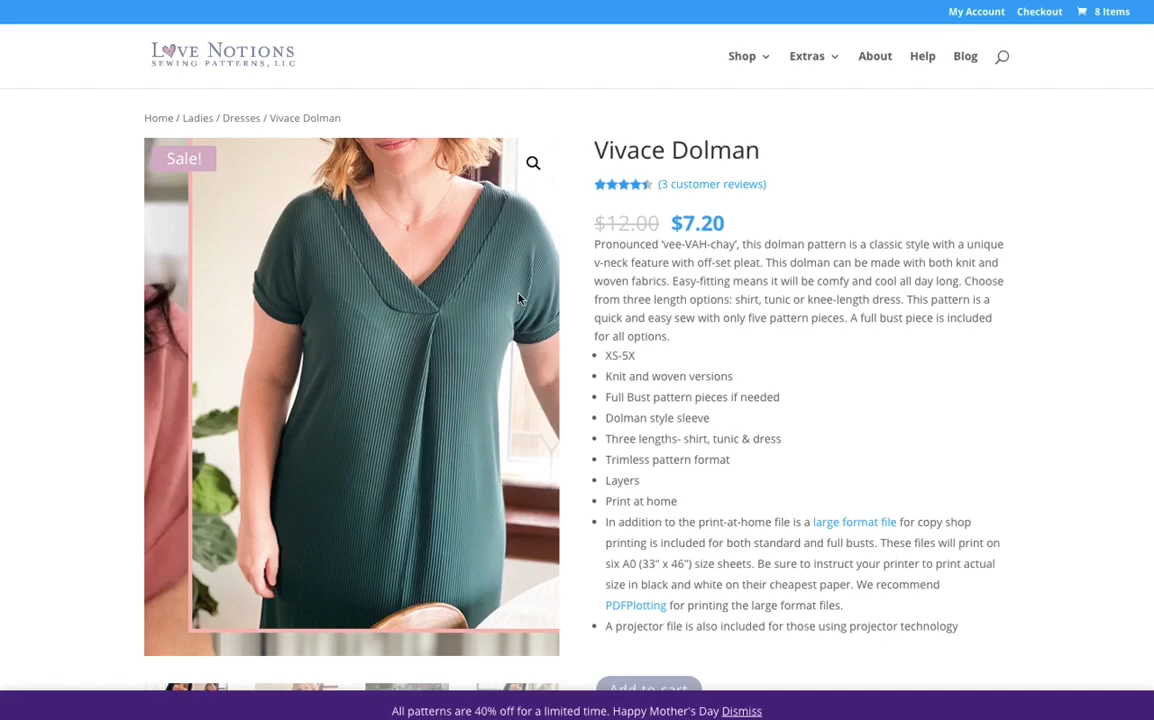 My Account Checkout 8 Items
LOVE NOTIONS
SEWING PATTERNS, LLC
Shop Extras About Help Blog
Home / Ladies / Dresses / Vivace Dolman
Sale!
Vivace Dolman
(3 customer reviews)
$12.00 $7.20
Pronounced ‘vee-VAH-chay’, this dolman pattern is a classic style with a unique
v-neck feature with off-set pleat. This dolman can be made with both knit and
woven fabrics. Easy-fitting means it will be comfy and cool all day long. Choose
from three length options: shirt, tunic or knee-length dress. This pattern is a
quick and easy sew with only five pattern pieces. A full bust piece is included
for all options.
XS-5X
Knit and woven versions
Full Bust pattern pieces if needed
Dolman style sleeve
Three lengths- shirt, tunic & dress
Trimless pattern format
Layers
Print at home
In addition to the print-at-home file is a large format file for copy shop
printing is included for both standard and full busts. These files will print on
six A0 (33" x 46") size sheets. Be sure to instruct your printer to print actual
size in black and white on their cheapest paper. We recommend
PDFPlotting for printing the large format files.
A projector file is also included for those using projector technology
Add to cart
All patterns are 40% off for a limited time. Happy Mother's Day Dismiss